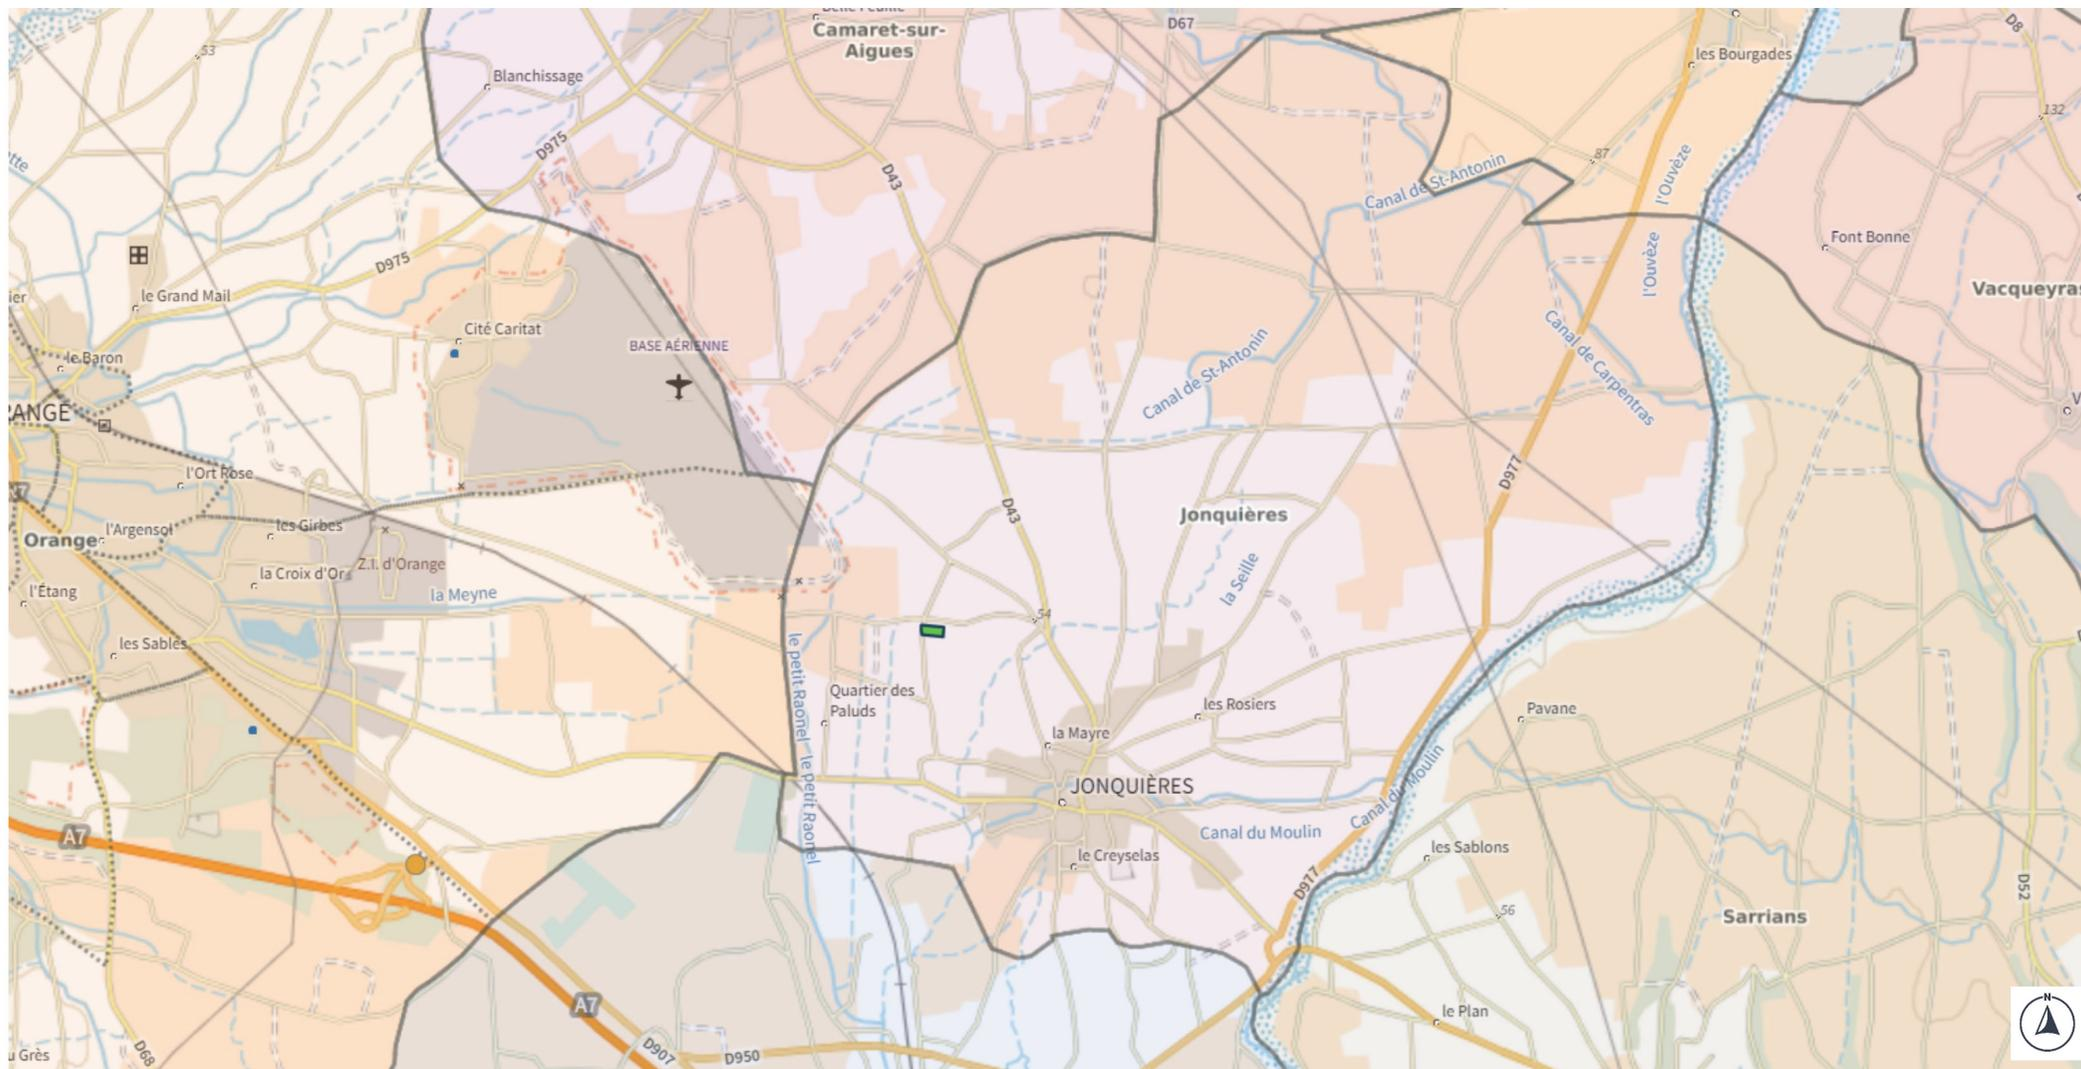 Camaret-sur-
Aigues
D67
D8
53
Blanchissage
les Bourgades
132
D975
D43
87
Canal de St-Antonin
l'Ouvèze
Font Bonne
l'Ouvèze
D975
le Grand Mail
Vacqueyras
ier
Cité Caritat
BASE AÉRIENNE
le Baron
Canal de St-Antonin
Canal de Carpentras
RANGE
V
l'Ort Rose
D977
D43
Jonquières
les Girbes
l'Argensol
Orange
Z.I. d'Orange
la Croix d'Or
l'Étang
la Meyne
la Seille
54
les Sables
le petit Raonel
Quartier des
Paluds
les Rosiers
Pavane
la Mayre
le petit Raonel
JONQUIÈRES
Canal du Moulin
Canal du Moulin
A7
le Creyselas
les Sablons
D977
D52
56
Sarrians
A7
le Plan
D68
D907
D950
u Grès
N